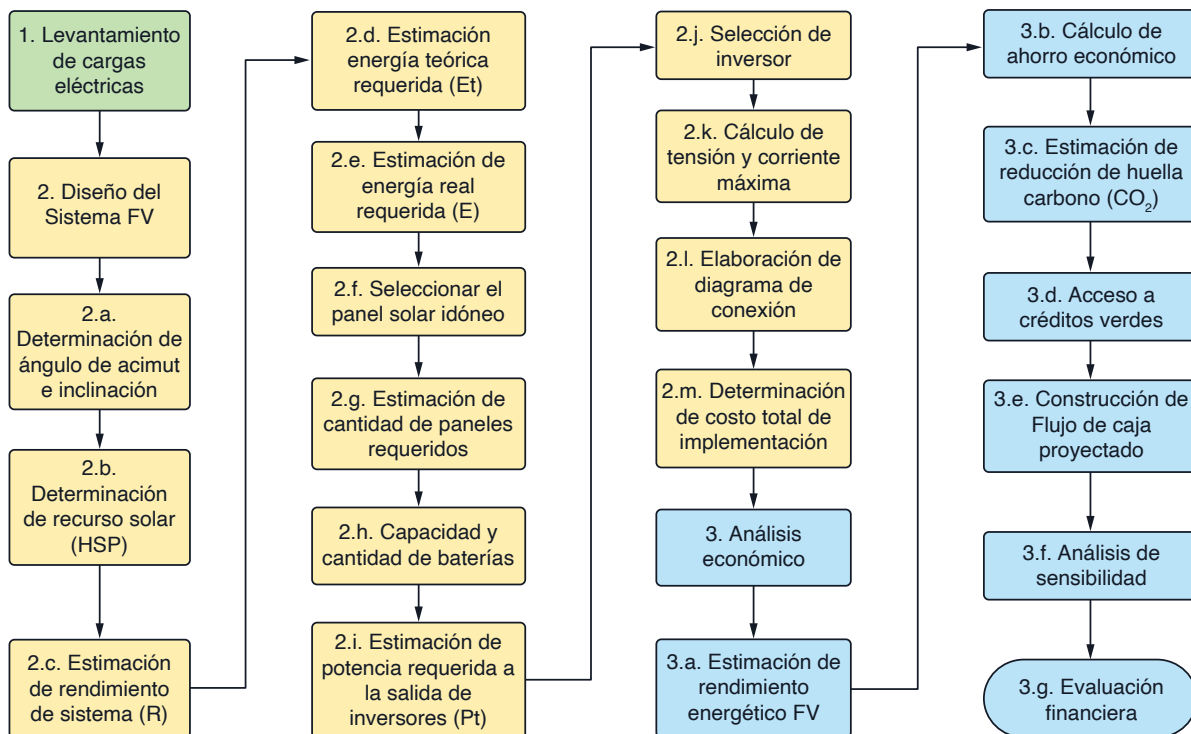 1. Levantamiento
de cargas
eléctricas
2. Diseño del
Sistema FV
2.a.
Determinación de
ángulo de acimut
e inclinación
2.b.
Determinación
de recurso solar
(HSP)
2.c. Estimación
de rendimiento
de sistema (R)
2.d. Estimación
energía teórica
requerida (Et)
2.e. Estimación de
energía real
requerida (E)
2.f. Seleccionar el
panel solar idóneo
2.g. Estimación de
cantidad de paneles
requeridos
2.h. Capacidad y
cantidad de baterías
2.i. Estimación de
potencia requerida a
la salida de
inversores (Pt)
2.j. Selección de
inversor
2.k. Cálculo de
tensión y corriente
máxima
2.l. Elaboración de
diagrama de
conexión
2.m. Determinación
de costo total de
implementación
3. Análisis
económico
3.a. Estimación de
rendimiento
energético FV
3.b. Cálculo de
ahorro económico
3.c. Estimación de
reducción de huella
carbono (CO₂)
3.d. Acceso a
créditos verdes
3.e. Construcción de
Flujo de caja
proyectado
3.f. Análisis de
sensibilidad
3.g. Evaluación
financiera